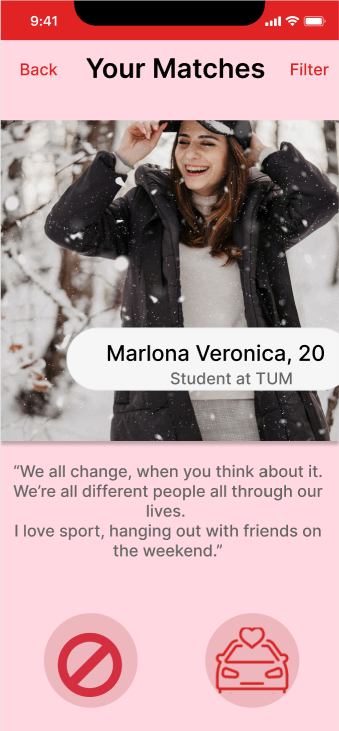 9:41
Back Your Matches Filter
Marlona Veronica, 20
Student at TUM
“We all change, when you think about it.
We’re all different people all through our
lives.
I love sport, hanging out with friends on
the weekend.”